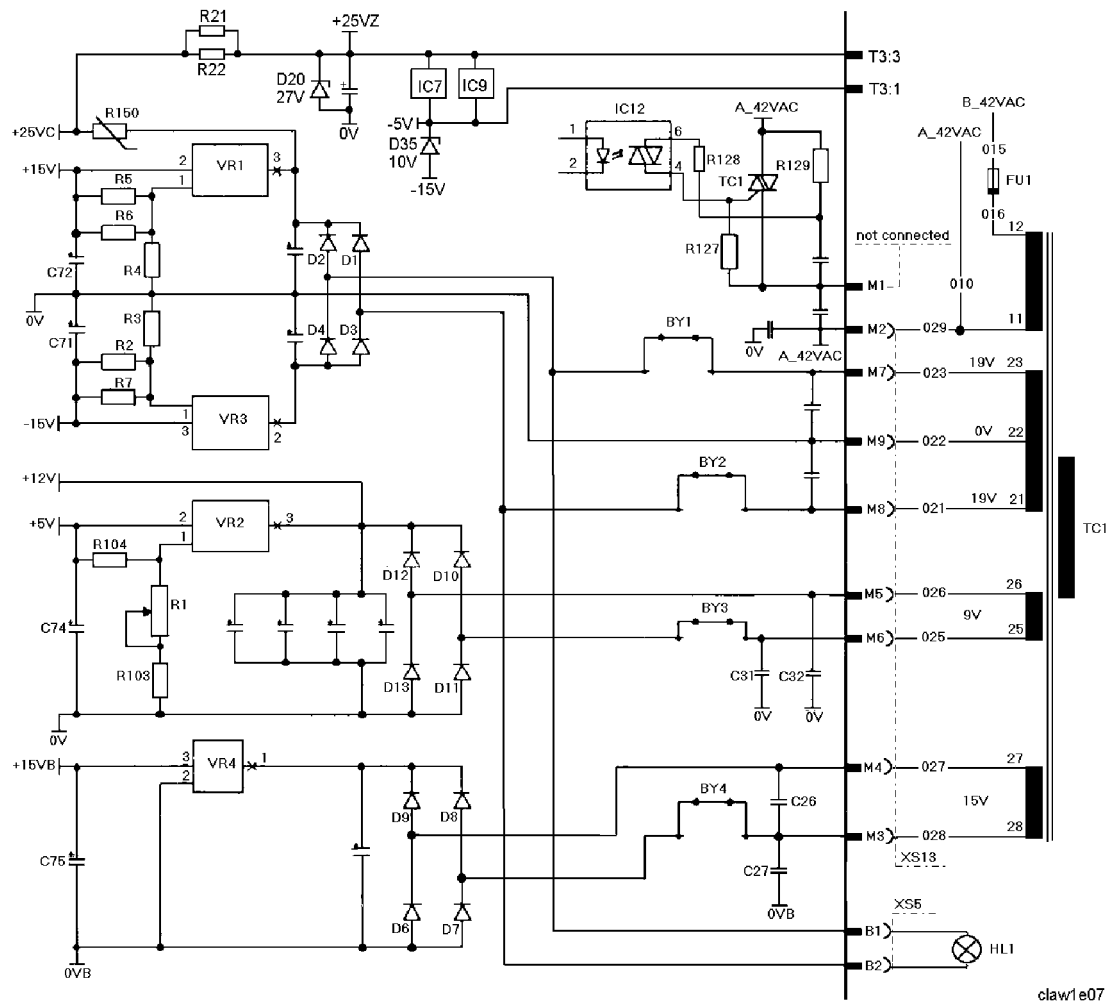 R21
+25VZ
R22
T3:3
D20
27V
IC7
IC9
T3:1
0V
-5V
D35
10V
-15V
IC12
A_42VAC
B_42VAC
A_42VAC
015
FU1
016
R150
+25VC
+15V
2
VR1
3
1
R5
R6
R4
C72
D2
D1
1
2
6
4
R128
TC1
R129
R127
not connected
12
M1
010
0V
R3
C71
R2
R7
D4
D3
BY1
0V
M2
029
11
A_42VAC
M7
023
19V
23
-15V
1
3
VR3
2
M9
022
0V
22
+12V
BY2
M8
021
19V
21
TC1
+5V
2
VR2
3
1
R104
D12
D10
R1
C74
M5
026
26
BY3
9V
M6
025
25
R103
D13
D11
C31
C32
0V
0V
0V
+15VB
3
VR4
1
2
M4
027
27
D9
D8
BY4
C26
15V
M3
028
28
C75
C27
XS13
0VB
D6
D7
XS5
B1
HL1
B2
0VB
claw1e07